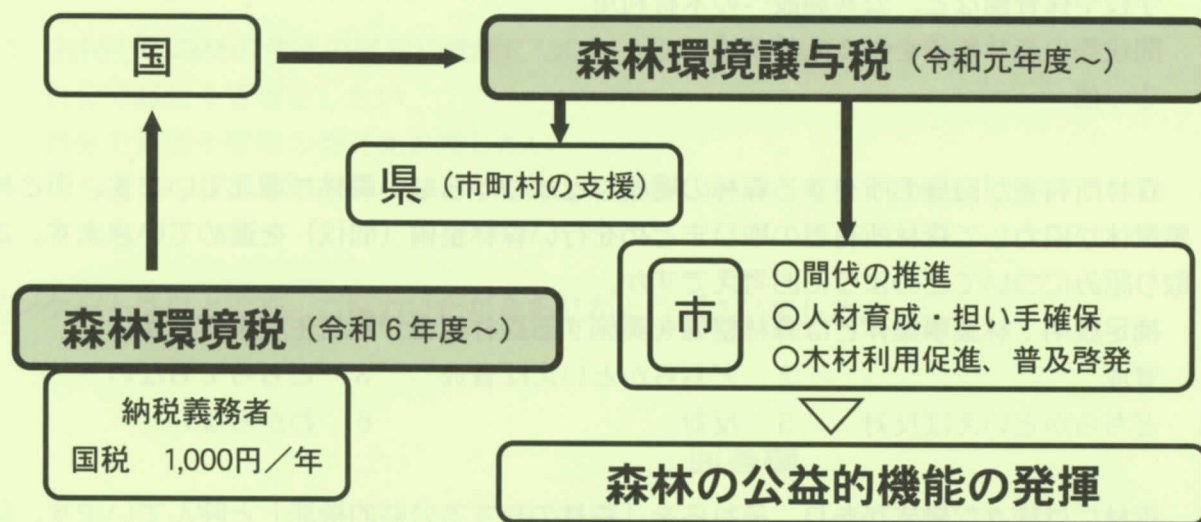 国
森林環境譲与税(令和元年度~)
県(市町村の支援)
市
○間伐の推進
○人材育成・担い手確保
○木材利用促進、普及啓発
森林環境税(令和6年度~)
納税義務者
国税 1,000円/年
森林の公益的機能の発揮